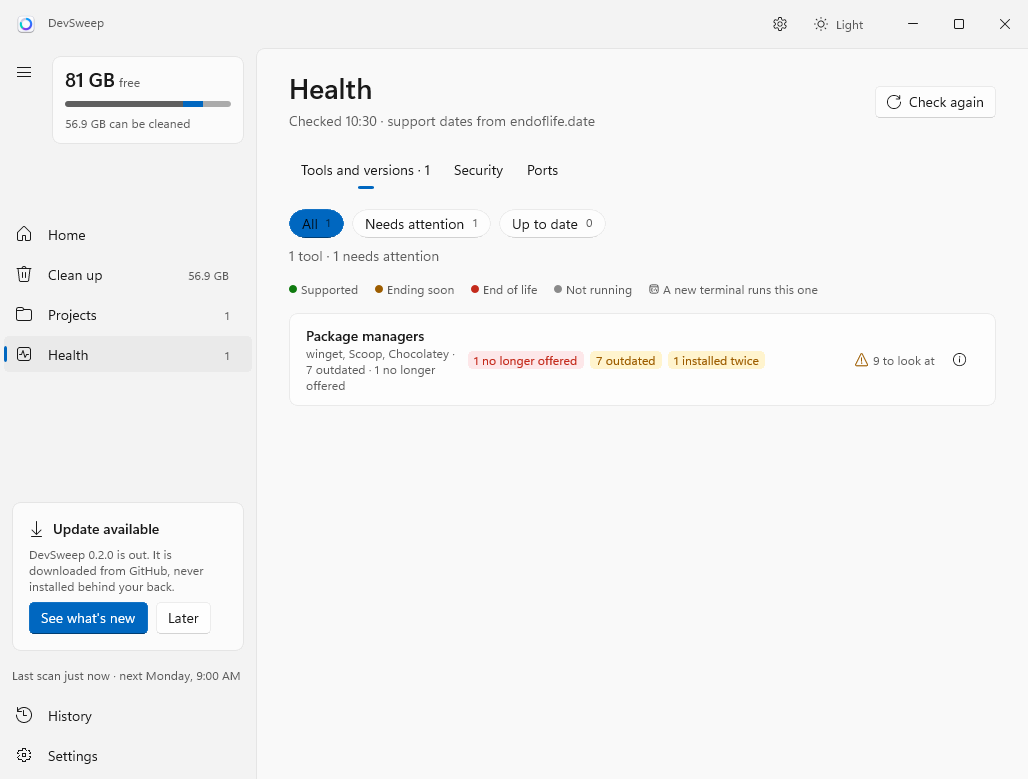 DevSweep
Light
81 GB free
56.9 GB can be cleaned
Home
Clean up 56.9 GB
Projects 1
Health 1
Update available
DevSweep 0.2.0 is out. It is
downloaded from GitHub, never
installed behind your back.
See what's new Later
Last scan just now · next Monday, 9:00 AM
History
Settings
Health
Checked 10:30 · support dates from endoflife.date
Check again
Tools and versions · 1 Security Ports
All 1 Needs attention 1 Up to date 0
1 tool · 1 needs attention
Supported Ending soon End of life Not running A new terminal runs this one
Package managers
winget, Scoop, Chocolatey ·
7 outdated · 1 no longer
offered
1 no longer offered 7 outdated 1 installed twice
9 to look at